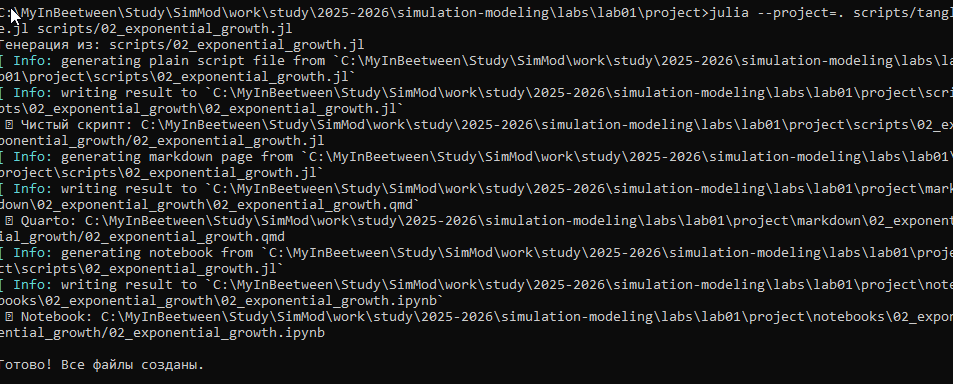 C:\MyInBeetween\Study\SimMod\work\study\2025-2026\simulation-modeling\labs\lab01\project>julia --project=. scripts/tangl
e.jl scripts/02_exponential_growth.jl
Генерация из: scripts/02_exponential_growth.jl
[ Info: generating plain script file from `C:\MyInBeetween\Study\SimMod\work\study\2025-2026\simulation-modeling\labs\la
b01\project\scripts\02_exponential_growth.jl`
[ Info: writing result to `C:\MyInBeetween\Study\SimMod\work\study\2025-2026\simulation-modeling\labs\lab01\project\scri
pts\02_exponential_growth\02_exponential_growth.jl`
Чистый скрипт: C:\MyInBeetween\Study\SimMod\work\study\2025-2026\simulation-modeling\labs\lab01\project\scripts\02_ex
ponential_growth/02_exponential_growth.jl
[ Info: generating markdown page from `C:\MyInBeetween\Study\SimMod\work\study\2025-2026\simulation-modeling\labs\lab01\
project\scripts\02_exponential_growth.jl`
[ Info: writing result to `C:\MyInBeetween\Study\SimMod\work\study\2025-2026\simulation-modeling\labs\lab01\project\mark
down\02_exponential_growth\02_exponential_growth.qmd`
Quarto: C:\MyInBeetween\Study\SimMod\work\study\2025-2026\simulation-modeling\labs\lab01\project\markdown\02_exponent
ial_growth/02_exponential_growth.qmd
[ Info: generating notebook from `C:\MyInBeetween\Study\SimMod\work\study\2025-2026\simulation-modeling\labs\lab01\proje
ct\scripts\02_exponential_growth.jl`
[ Info: writing result to `C:\MyInBeetween\Study\SimMod\work\study\2025-2026\simulation-modeling\labs\lab01\project\note
books\02_exponential_growth\02_exponential_growth.ipynb`
Notebook: C:\MyInBeetween\Study\SimMod\work\study\2025-2026\simulation-modeling\labs\lab01\project\notebooks\02_expon
ential_growth/02_exponential_growth.ipynb
Готово! Все файлы созданы.